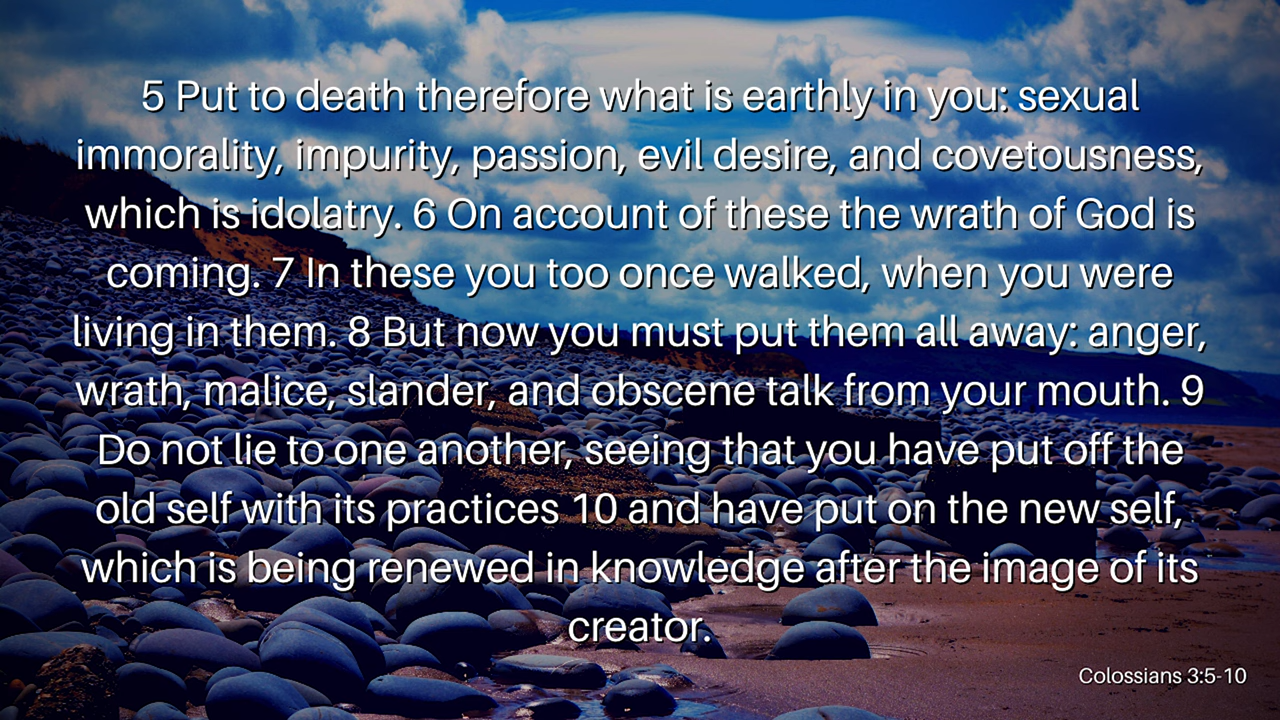 5 Put to death therefore what is earthly in you: sexual
immorality, impurity, passion, evil desire, and covetousness,
which is idolatry. 6 On account of these the wrath of God is
coming. 7 In these you too once walked, when you were
living in them. 8 But now you must put them all away: anger,
wrath, malice, slander, and obscene talk from your mouth. 9
Do not lie to one another, seeing that you have put off the
old self with its practices 10 and have put on the new self,
which is being renewed in knowledge after the image of its
creator.
Colossians 3:5-10